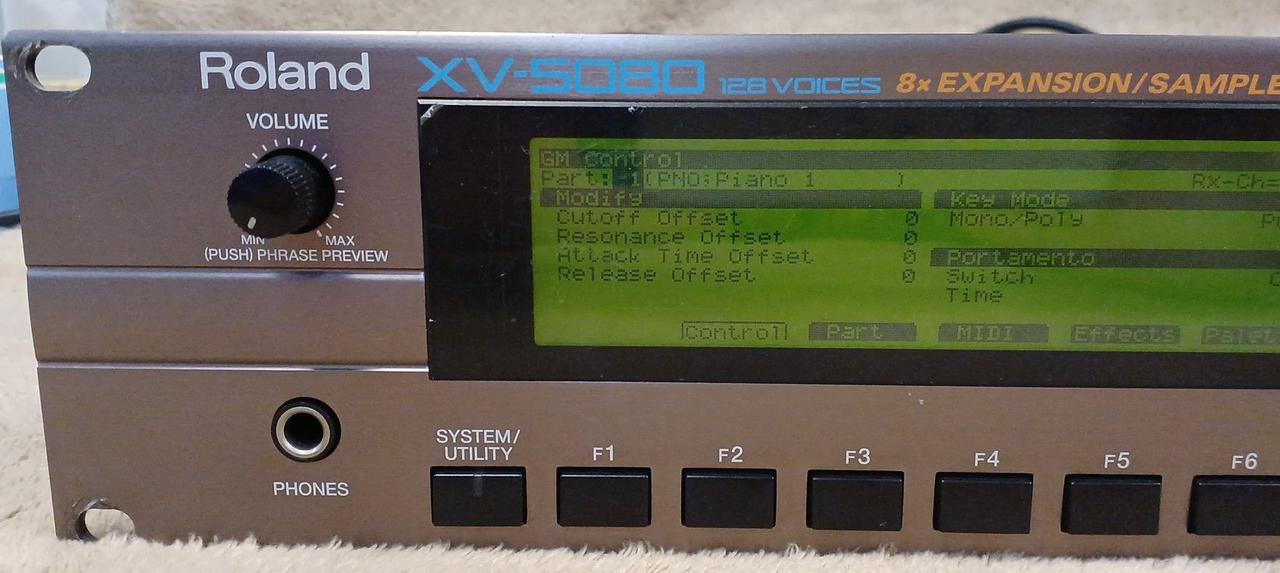 Roland XV-5080 128 VOICES 8× EXPANSION/SAMPLE
VOLUME
MIN MAX
(PUSH) PHRASE PREVIEW
GM Control
Part: 1(PNO:Piano 1 ) Rx-Ch=
Modify
Cutoff Offset 0
Resonance Offset 0
Attack Time Offset 0
Release Offset 0
Key Mode
Mono/Poly
Portamento
Switch
Time
Control Part MIDI Effects Palet
PHONES
SYSTEM/
UTILITY
F1 F2 F3 F4 F5 F6